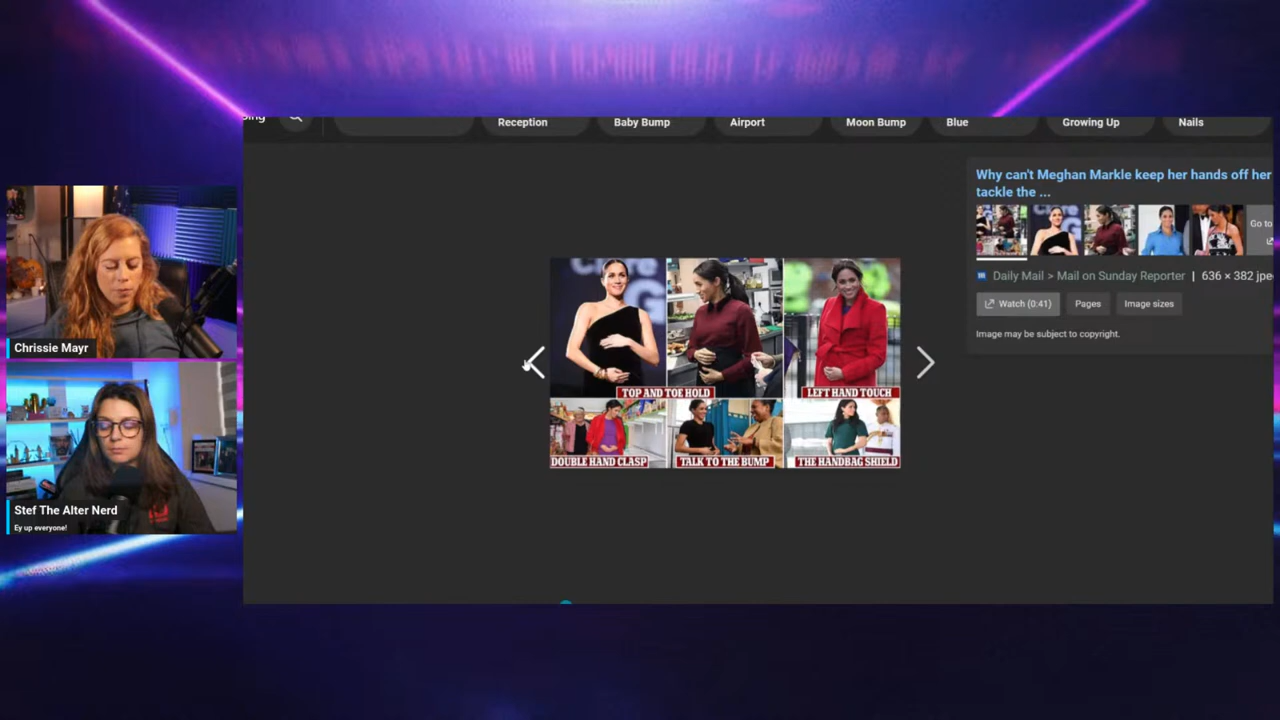 Reception
Baby Bump
Airport
Moon Bump
Blue
Growing Up
Nails
Why can't Meghan Markle keep her hands off her
tackle the ...
Go to
Daily Mail > Mail on Sunday Reporter | 636 × 382 jpe
Watch (0:41)
Pages
Image sizes
Image may be subject to copyright.
TOP AND TOE HOLD
LEFT HAND TOUCH
DOUBLE HAND CLASP
TALK TO THE BUMP
THE HANDBAG SHIELD
Chrissie Mayr
Stef The Alter Nerd
Ey up everyone!